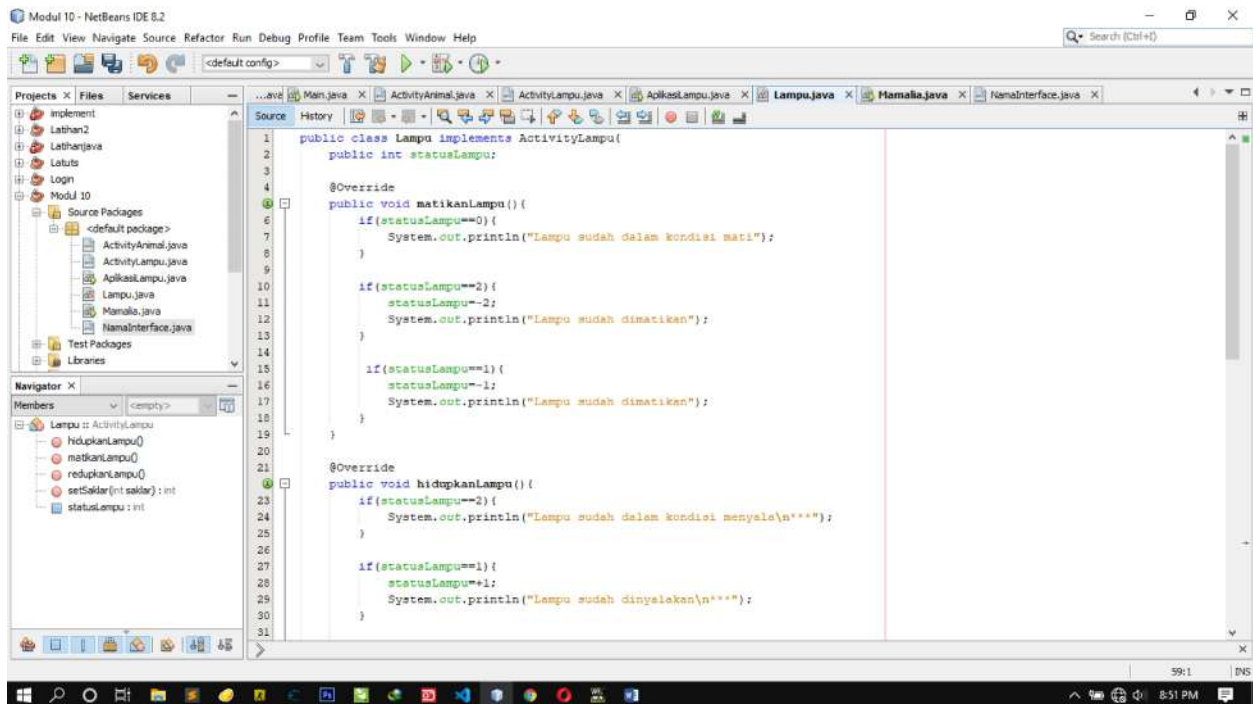 Modul 10 - NetBeans IDE 8.2
File Edit View Navigate Source Refactor Run Debug Profile Team Tools Window Help
Search (Ctrl+I)
<default config>
Projects Files Services
...ava Main.java ActivityAnimal.java ActivityLampu.java AplikasiLampu.java Lampu.java Mamalia.java NamaInterface.java
Source History
implement
Latihan2
Latihanjava
Latuts
Login
Modul 10
Source Packages
<default package>
ActivityAnimal.java
ActivityLampu.java
AplikasiLampu.java
Lampu.java
Mamalia.java
NamaInterface.java
Test Packages
Libraries
Navigator
Members <empty>
Lampu :: ActivityLampu
hidupkanLampu()
matikanLampu()
redupkanLampu()
setSaklar(int saklar) : int
statusLampu : int
1 public class Lampu implements ActivityLampu{
2 public int statusLampu;
3
4 @Override
public void matikanLampu(){
6 if(statusLampu==0){
7 System.out.println("Lampu sudah dalam kondisi mati");
8 }
9
10 if(statusLampu==2){
11 statusLampu=-2;
12 System.out.println("Lampu sudah dimatikan");
13 }
14
15 if(statusLampu==1){
16 statusLampu=-1;
17 System.out.println("Lampu sudah dimatikan");
18 }
19 }
20
21 @Override
public void hidupkanLampu(){
23 if(statusLampu==2){
24 System.out.println("Lampu sudah dalam kondisi menyala\n***");
25 }
26
27 if(statusLampu==1){
28 statusLampu=+1;
29 System.out.println("Lampu sudah dinyalakan\n***");
30 }
31
59:1 INS
8:51 PM